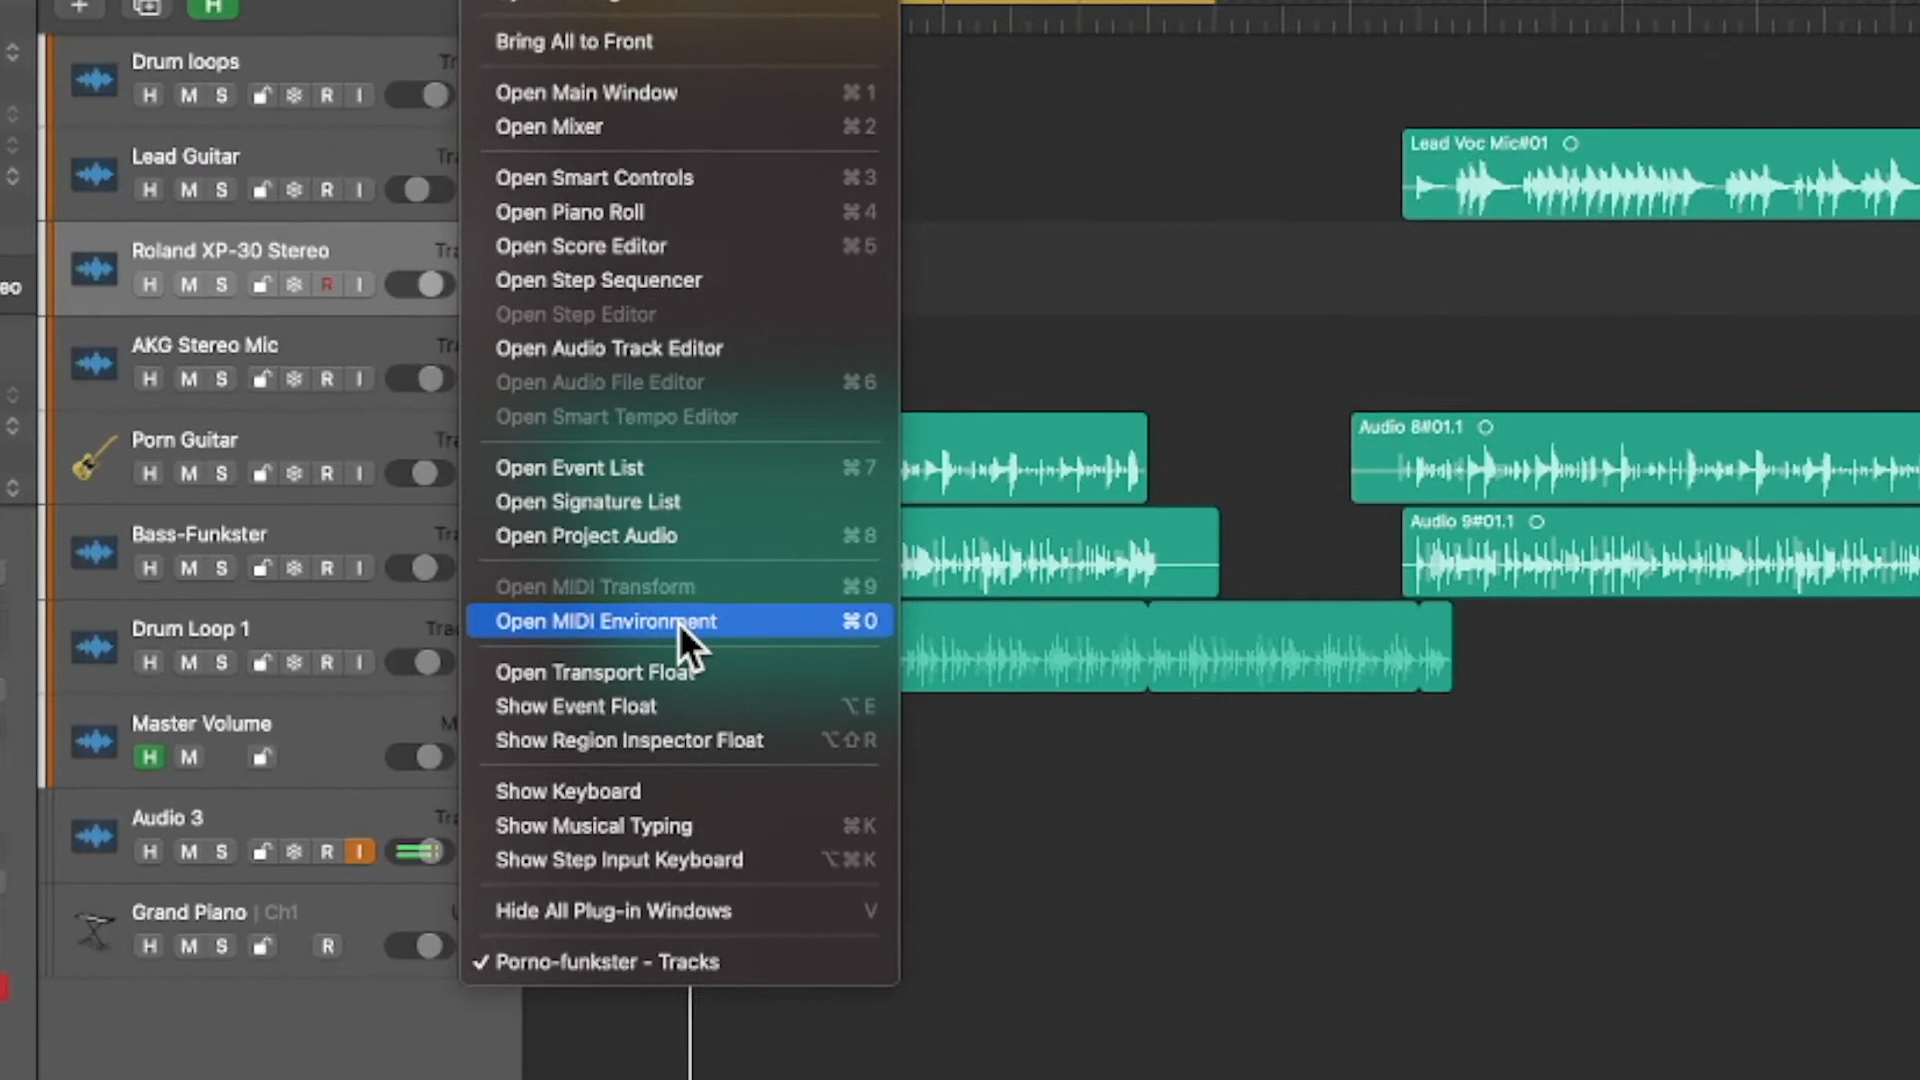 H
Drum loops
H M S R I
Lead Guitar
H M S R I
Roland XP-30 Stereo
H M S R I
eo
AKG Stereo Mic
H M S R I
Porn Guitar
H M S R I
Bass-Funkster
H M S R I
Drum Loop 1
H M S R I
Master Volume
H M
Audio 3
H M S R I
Grand Piano | Ch1
H M S R
Bring All to Front
Open Main Window ⌘1
Open Mixer ⌘2
Open Smart Controls ⌘3
Open Piano Roll ⌘4
Open Score Editor ⌘5
Open Step Sequencer
Open Step Editor
Open Audio Track Editor
Open Audio File Editor ⌘6
Open Smart Tempo Editor
Open Event List ⌘7
Open Signature List
Open Project Audio ⌘8
Open MIDI Transform ⌘9
Open MIDI Environment ⌘0
Open Transport Float
Show Event Float ⌥E
Show Region Inspector Float ⌥⇧R
Show Keyboard
Show Musical Typing ⌘K
Show Step Input Keyboard ⌥⌘K
Hide All Plug-in Windows V
✓ Porno-funkster - Tracks
Lead Voc Mic#01
Audio 8#01.1
Audio 9#01.1